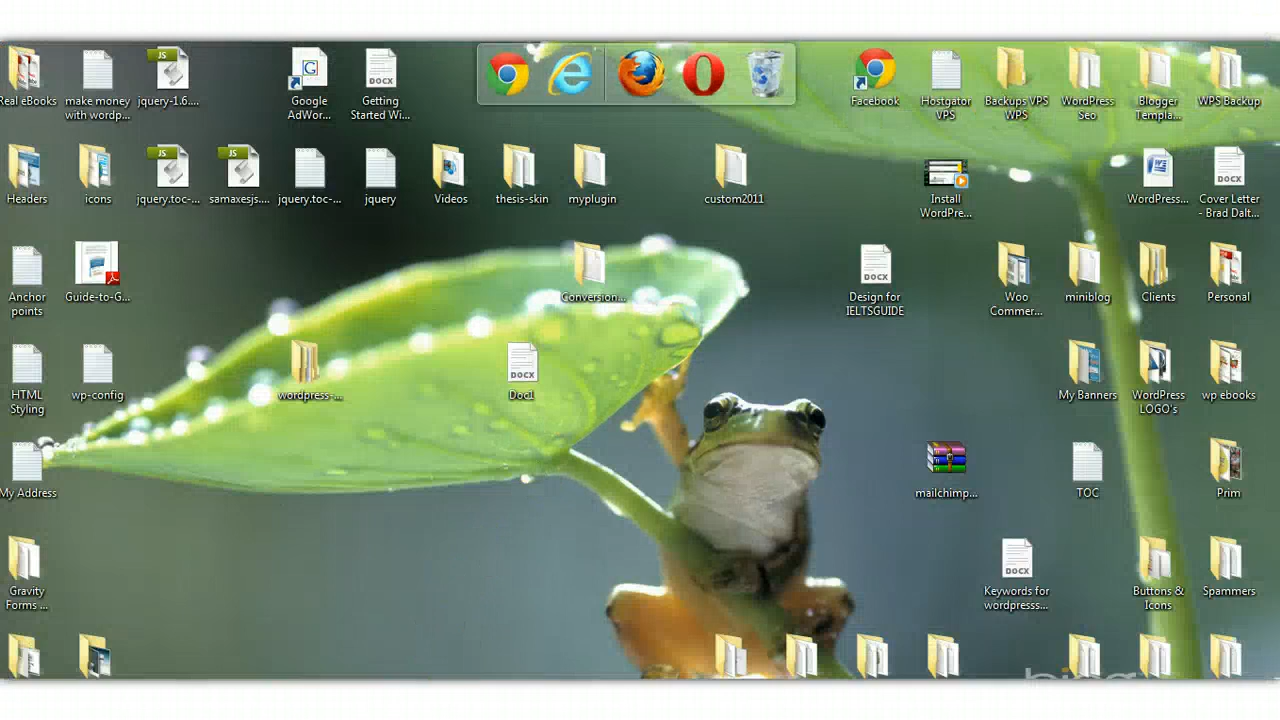 Real eBooks
make money
with wordp...
jquery-1.6....
Google
AdWor...
Getting
Started Wi...
Facebook
Hostgator
VPS
Backups VPS
WPS
WordPress
Seo
Blogger
Templa...
WPS Backup
Headers
icons
jquery.toc-...
samaxesjs....
jquery.toc-...
jquery
Videos
thesis-skin
myplugin
custom2011
Install
WordPre...
WordPress...
Cover Letter
- Brad Dalt...
Anchor
points
Guide-to-G...
Conversion...
Design for
IELTSGUIDE
Woo
Commer...
miniblog
Clients
Personal
HTML
Styling
wp-config
wordpress-...
Doc1
My Banners
WordPress
LOGO's
wp ebooks
My Address
mailchimp...
TOC
Prim
Gravity
Forms ...
Keywords for
wordpresss...
Buttons &
Icons
Spammers
bing